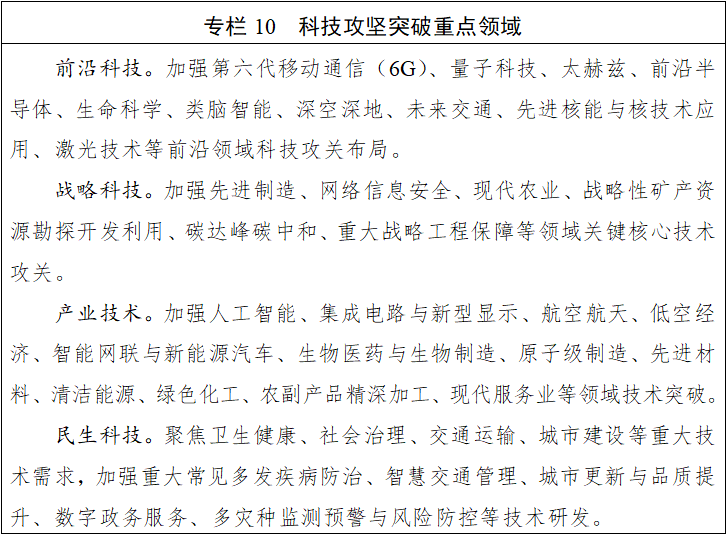 专栏 10　科技攻坚突破重点领域
前沿科技。加强第六代移动通信（6G）、量子科技、太赫兹、前沿半
导体、生命科学、类脑智能、深空深地、未来交通、先进核能与核技术应
用、激光技术等前沿领域科技攻关布局。
战略科技。加强先进制造、网络信息安全、现代农业、战略性矿产资
源勘探开发利用、碳达峰碳中和、重大战略工程保障等领域关键核心技术
攻关。
产业技术。加强人工智能、集成电路与新型显示、航空航天、低空经
济、智能网联与新能源汽车、生物医药与生物制造、原子级制造、先进材
料、清洁能源、绿色化工、农副产品精深加工、现代服务业等领域技术突破。
民生科技。聚焦卫生健康、社会治理、交通运输、城市建设等重大技
术需求，加强重大常见多发疾病防治、智慧交通管理、城市更新与品质提
升、数字政务服务、多灾种监测预警与风险防控等技术研发。